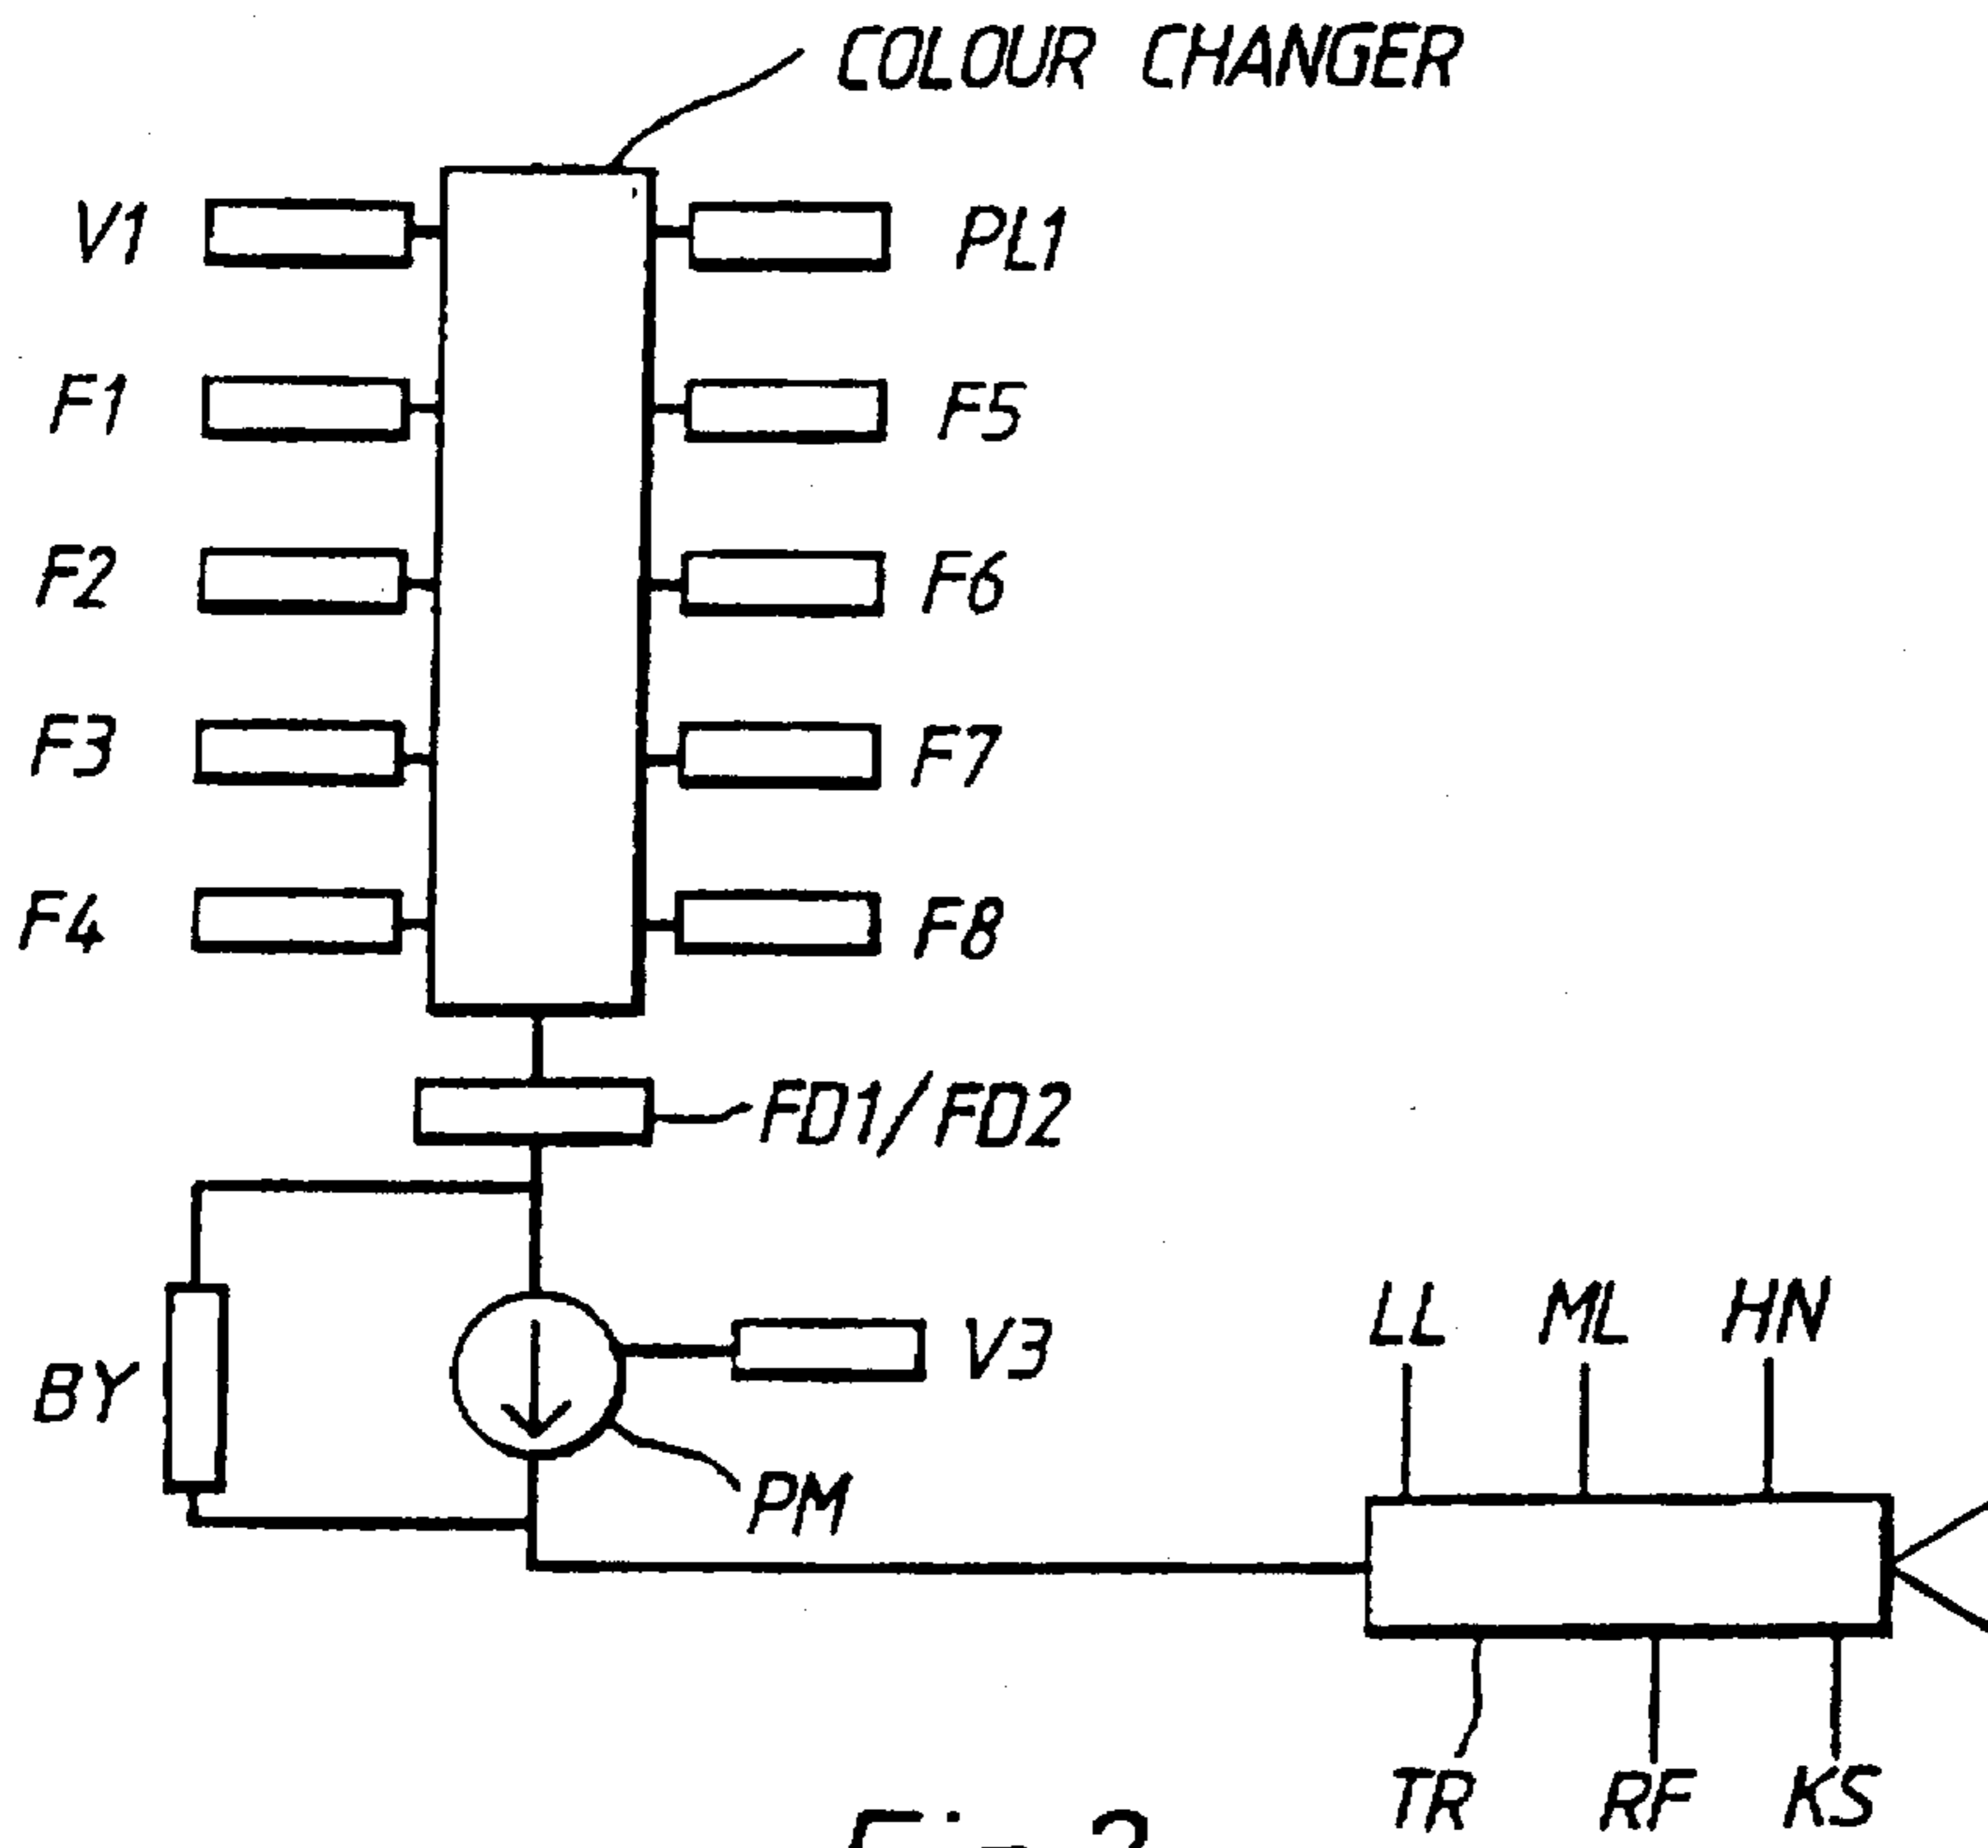 COLOUR CHANGER
V1 PL1
F1 F5
F2 F6
F3 F7
F4 F8
FD1/FD2
BY V3
PM
LL ML HN
TR RF KS